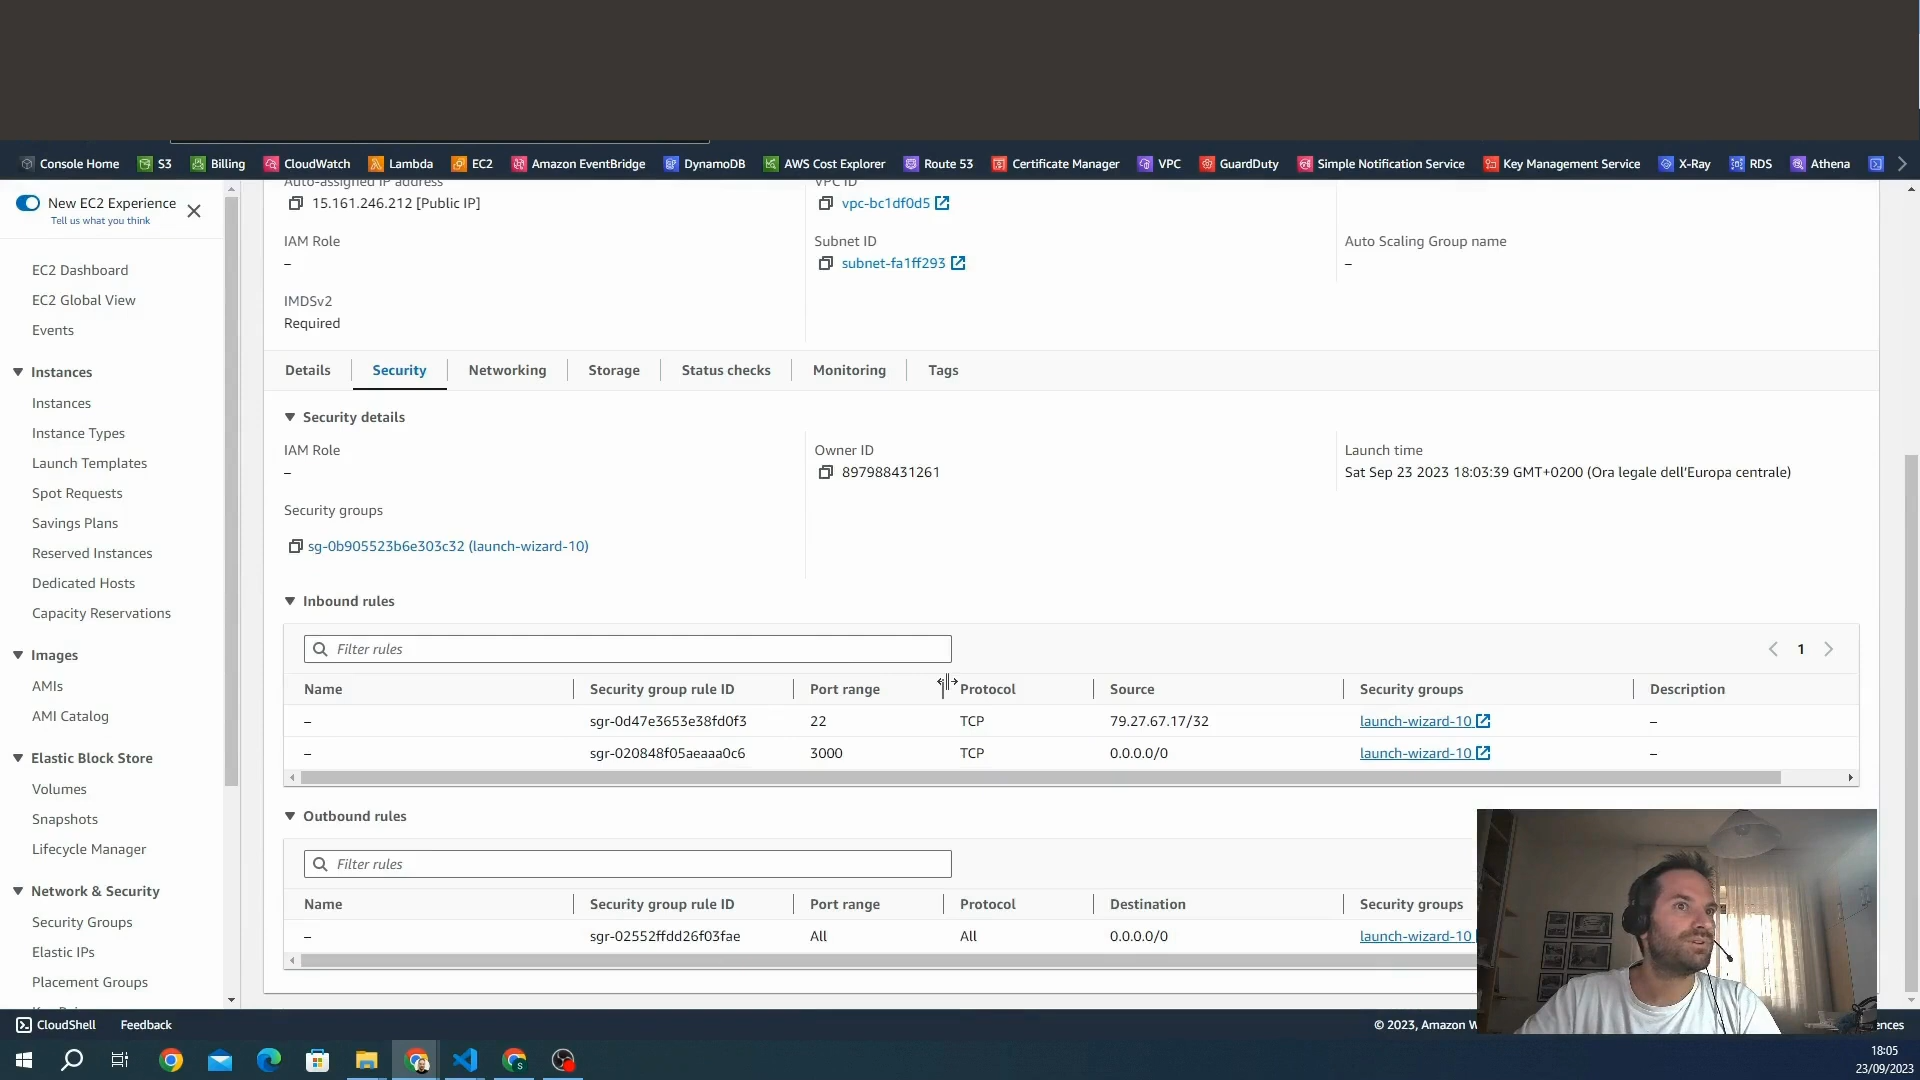 Console Home S3 Billing CloudWatch Lambda EC2 Amazon EventBridge DynamoDB AWS Cost Explorer Route 53 Certificate Manager VPC GuardDuty Simple Notification Service Key Management Service X-Ray RDS Athena
New EC2 Experience
Tell us what you think
EC2 Dashboard
EC2 Global View
Events
Instances
Instances
Instance Types
Launch Templates
Spot Requests
Savings Plans
Reserved Instances
Dedicated Hosts
Capacity Reservations
Images
AMIs
AMI Catalog
Elastic Block Store
Volumes
Snapshots
Lifecycle Manager
Network & Security
Security Groups
Elastic IPs
Placement Groups
Auto-assigned IP address
15.161.246.212 [Public IP]
IAM Role
–
IMDSv2
Required
VPC ID
vpc-bc1df0d5
Subnet ID
subnet-fa1ff293
Auto Scaling Group name
–
Details Security Networking Storage Status checks Monitoring Tags
Security details
IAM Role
–
Owner ID
897988431261
Launch time
Sat Sep 23 2023 18:03:39 GMT+0200 (Ora legale dell'Europa centrale)
Security groups
sg-0b905523b6e303c32 (launch-wizard-10)
Inbound rules
Filter rules
1
Name Security group rule ID Port range Protocol Source Security groups Description
– sgr-0d47e3653e38fd0f3 22 TCP 79.27.67.17/32 launch-wizard-10 –
– sgr-020848f05aeaaa0c6 3000 TCP 0.0.0.0/0 launch-wizard-10 –
Outbound rules
Filter rules
Name Security group rule ID Port range Protocol Destination Security groups
– sgr-02552ffdd26f03fae All All 0.0.0.0/0 launch-wizard-10
CloudShell Feedback
© 2023, Amazon W
ences
18:05
23/09/2023